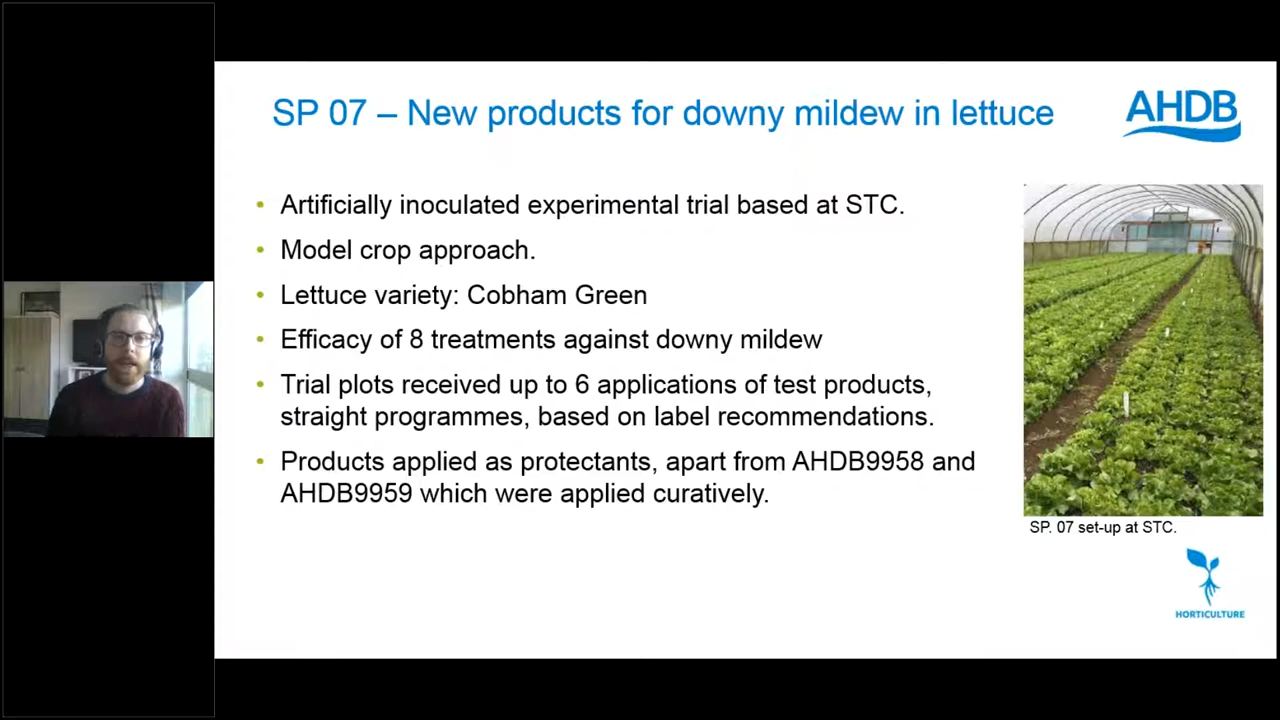 SP 07 – New products for downy mildew in lettuce
AHDB
• Artificially inoculated experimental trial based at STC.
• Model crop approach.
• Lettuce variety: Cobham Green
• Efficacy of 8 treatments against downy mildew
• Trial plots received up to 6 applications of test products,
straight programmes, based on label recommendations.
• Products applied as protectants, apart from AHDB9958 and
AHDB9959 which were applied curatively.
SP. 07 set-up at STC.
HORTICULTURE